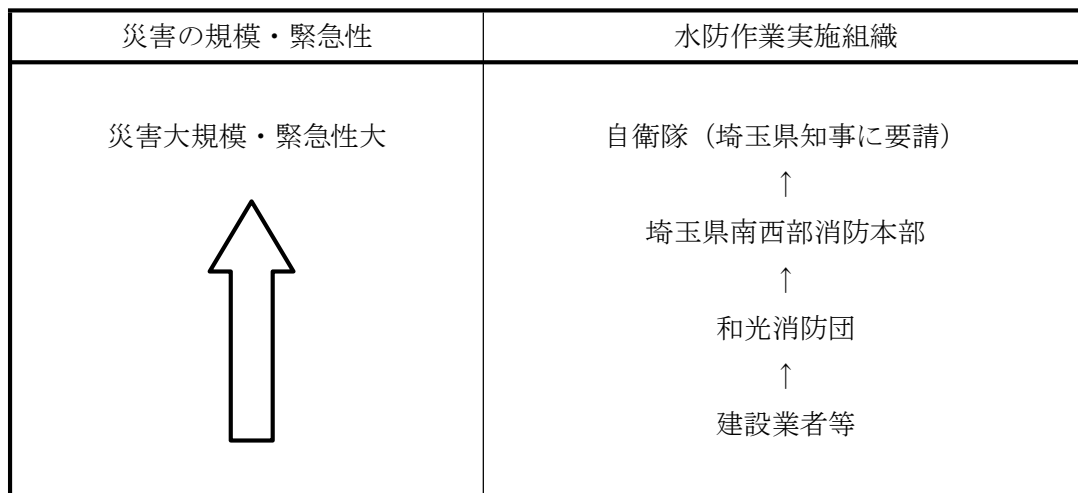 災害の規模・緊急性
水防作業実施組織
災害大規模・緊急性大
自衛隊（埼玉県知事に要請）
↑
埼玉県南西部消防本部
↑
和光消防団
↑
建設業者等